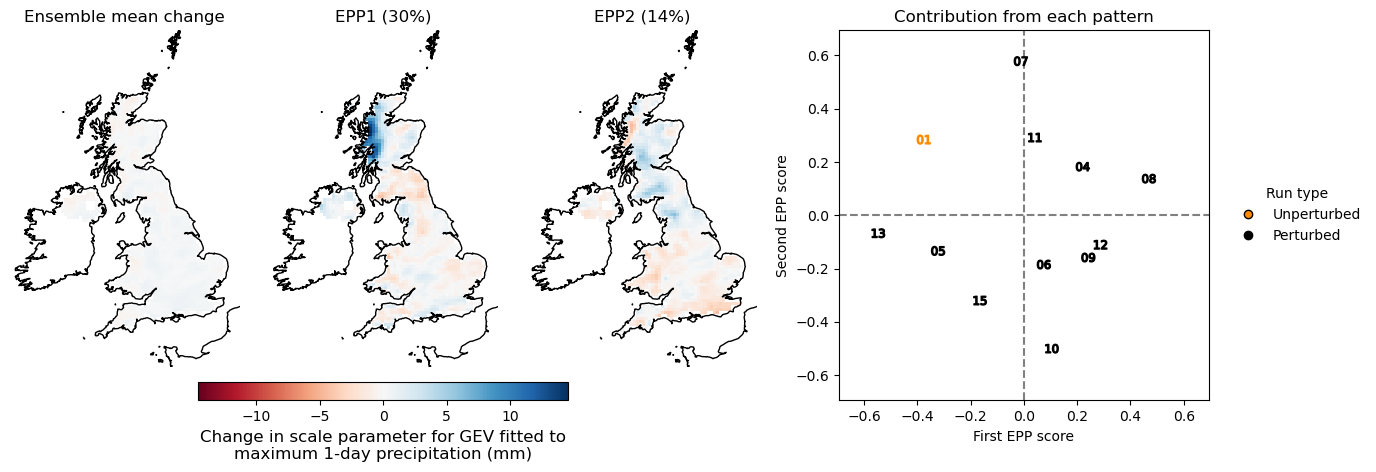 Ensemble mean change
EPP1 (30%)
EPP2 (14%)
Contribution from each pattern
−10 −5 0 5 10
Change in scale parameter for GEV fitted to
maximum 1-day precipitation (mm)
Second EPP score
0.6
0.4
0.2
0.0
−0.2
−0.4
−0.6
07
11
01
04
08
13
05
12
09
06
15
10
−0.6 −0.4 −0.2 0.0 0.2 0.4 0.6
First EPP score
Run type
Unperturbed
Perturbed